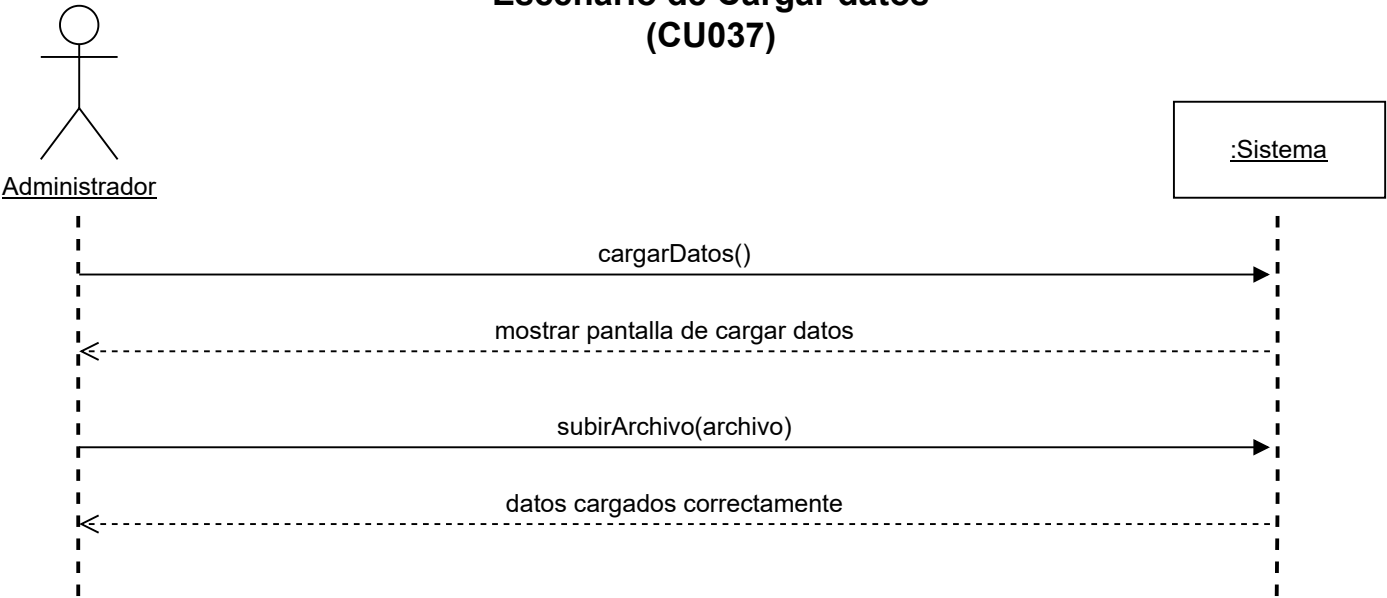 Escenario de Cargar datos
(CU037)
:Sistema
Administrador
cargarDatos()
mostrar pantalla de cargar datos
subirArchivo(archivo)
datos cargados correctamente